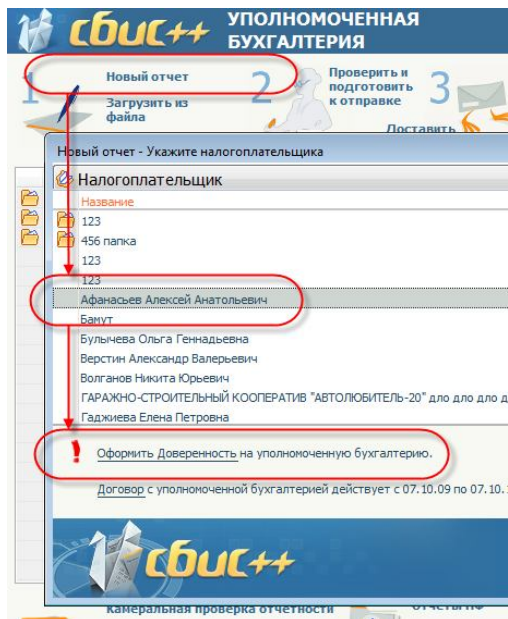 сбис++ УПОЛНОМОЧЕННАЯ
БУХГАЛТЕРИЯ
1 Новый отчет
Загрузить из
файла
2 Проверить и
подготовить
к отправке
3
Доставить
Новый отчет - Укажите налогоплательщика
Налогоплательщик
Название
123
456 папка
123
123
Афанасьев Алексей Анатольевич
Бамут
Булычева Ольга Геннадьевна
Верстин Александр Валерьевич
Волганов Никита Юрьевич
ГАРАЖНО-СТРОИТЕЛЬНЫЙ КООПЕРАТИВ "АВТОЛЮБИТЕЛЬ-20" дло дло дло д
Гаджиева Елена Петровна
! Оформить Доверенность на уполномоченную бухгалтерию.
Договор с уполномоченной бухгалтерией действует с 07.10.09 по 07.10.
сбис++
камеральная проверка отчетности